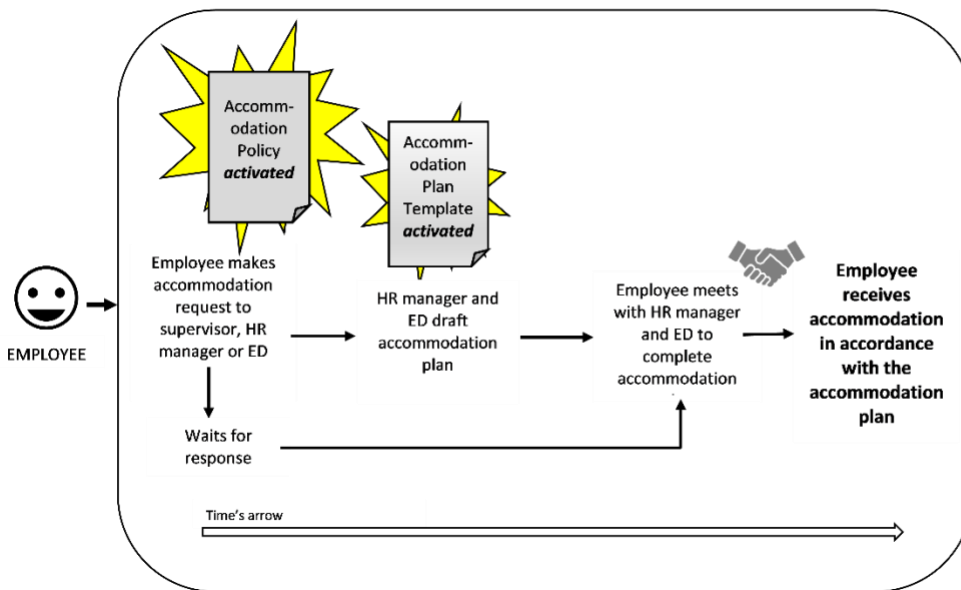 Accomm-
odation
Policy
activated
Accomm-
odation
Plan
Template
activated
EMPLOYEE
Employee makes
accommodation
request to
supervisor, HR
manager or ED
HR manager and
ED draft
accommodation
plan
Employee meets
with HR manager
and ED to
complete
accommodation
Employee
receives
accommodation
in accordance
with the
accommodation
plan
Waits for
response
Time's arrow